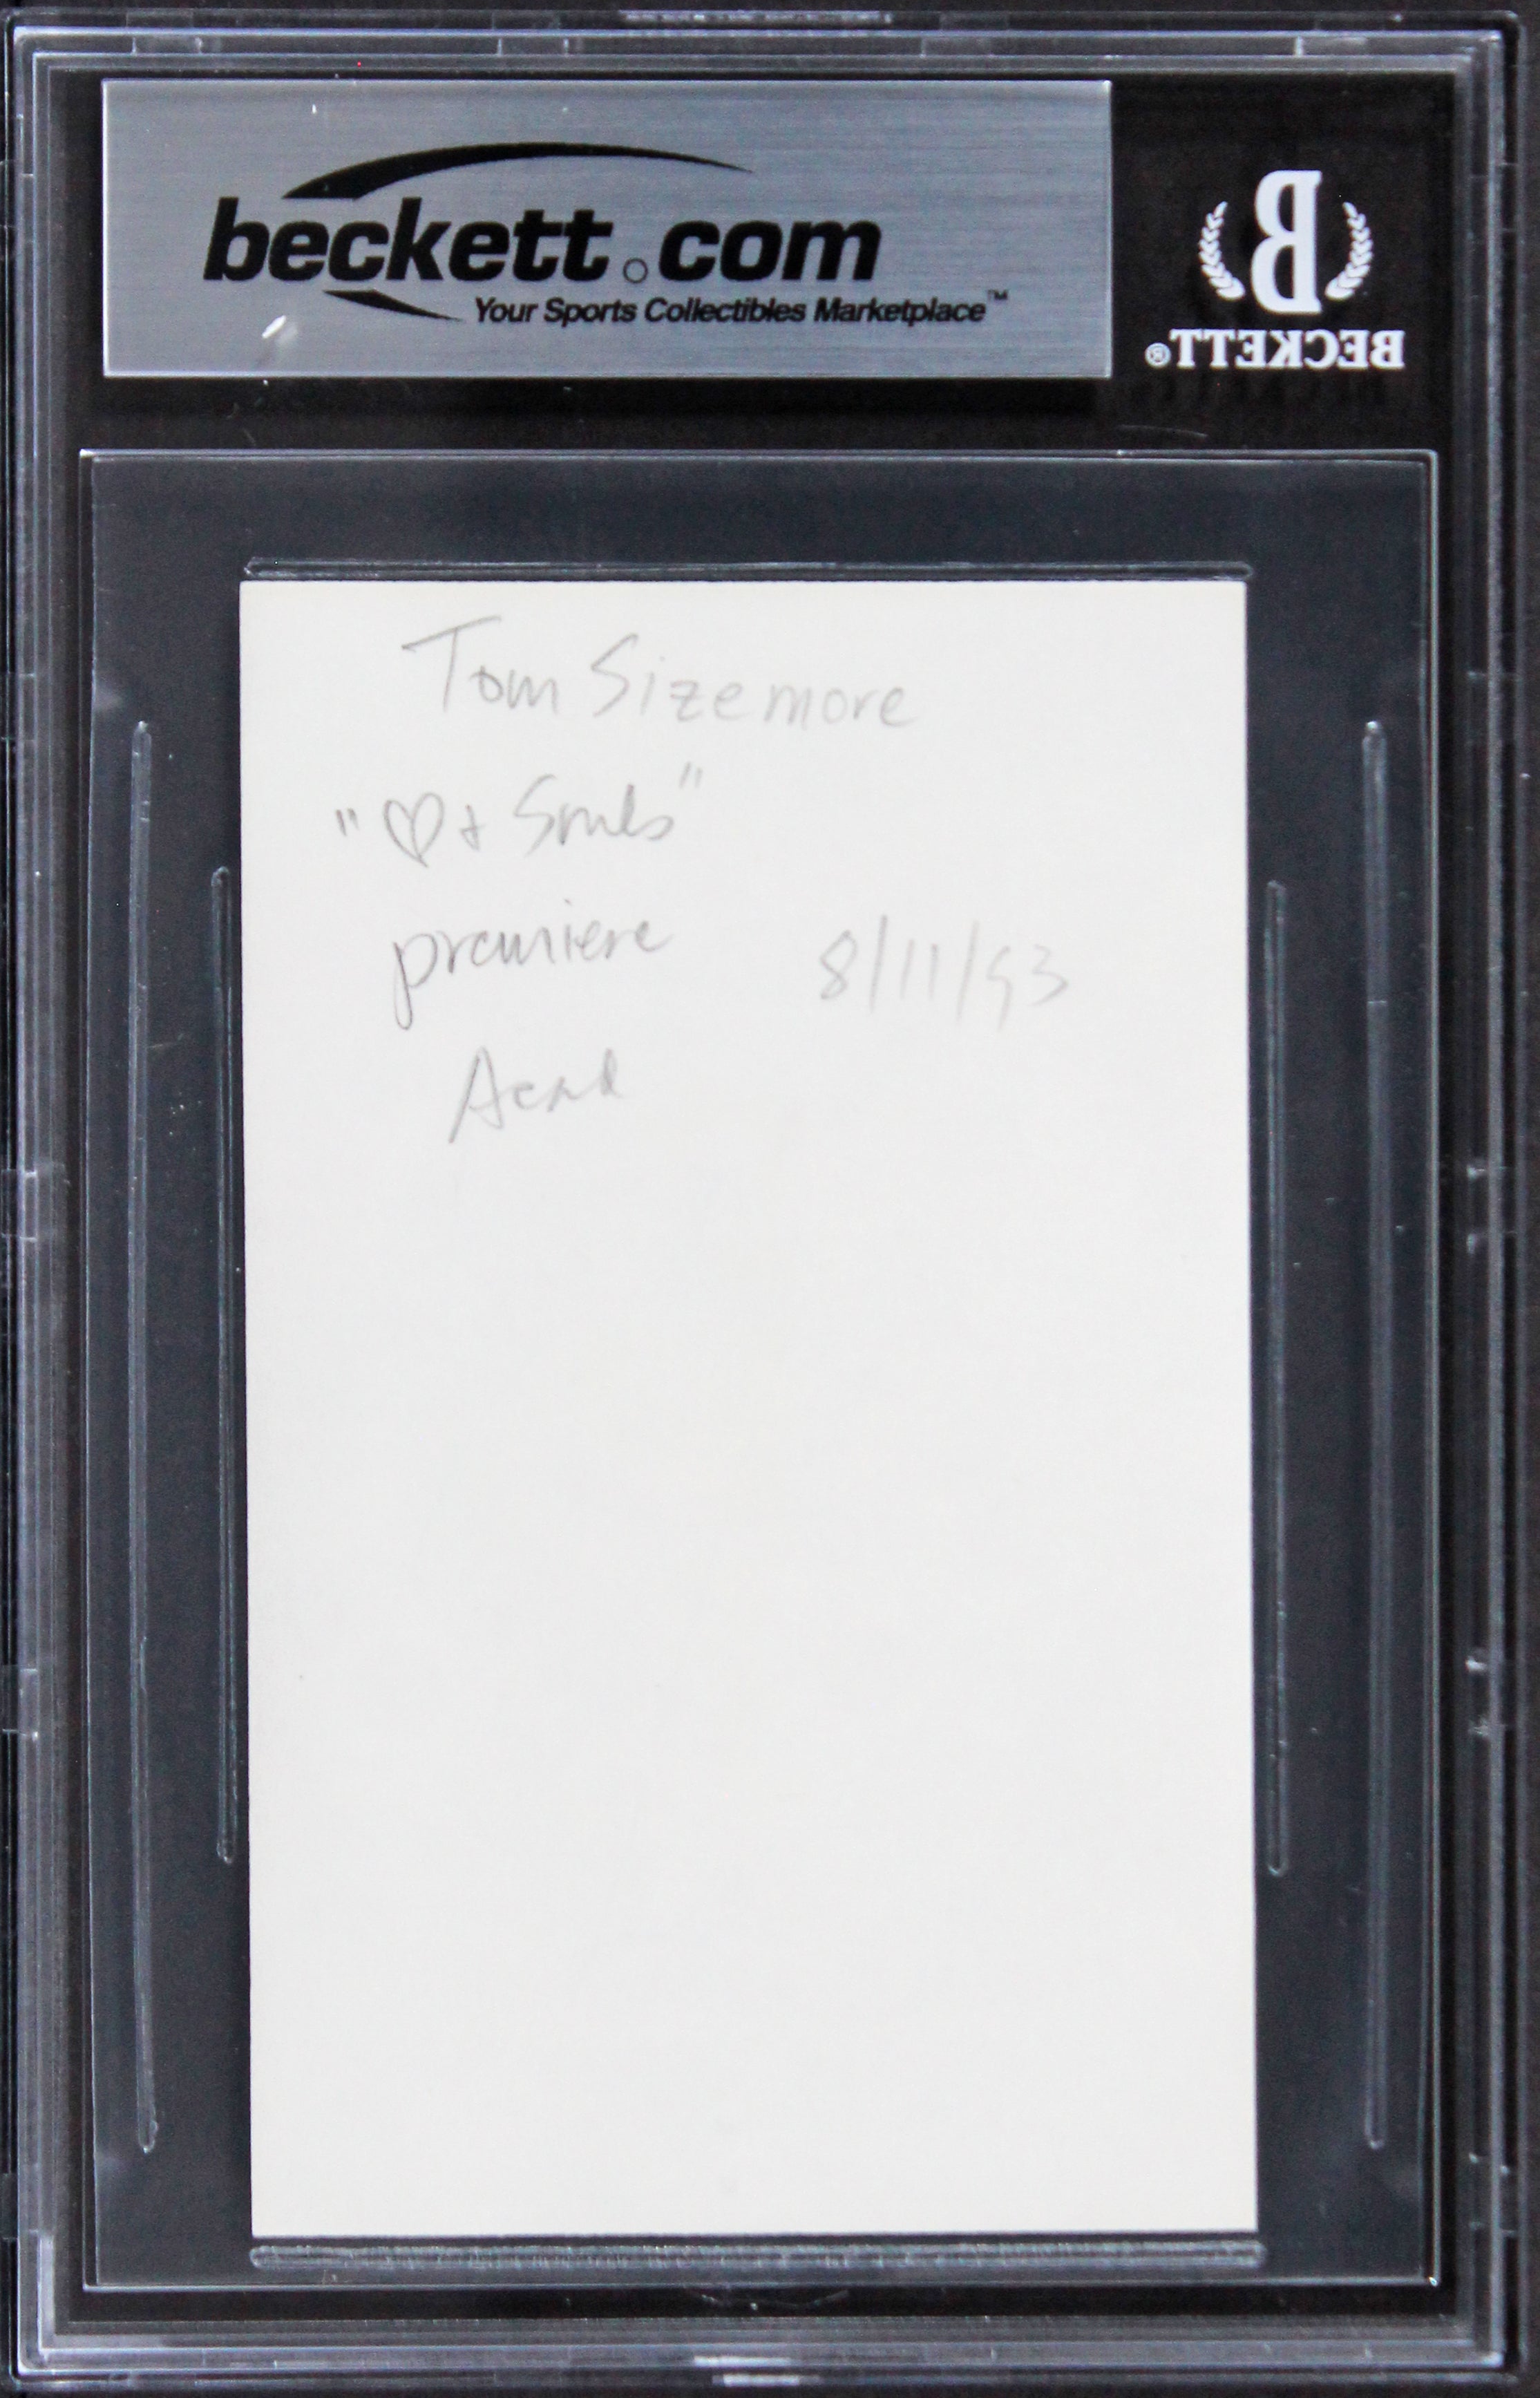 beckett.com
Your Sports Collectibles Marketplace™
BECKETT®
Tom Sizemore
"♡ + Souls"
premiere 8/11/93
Acad